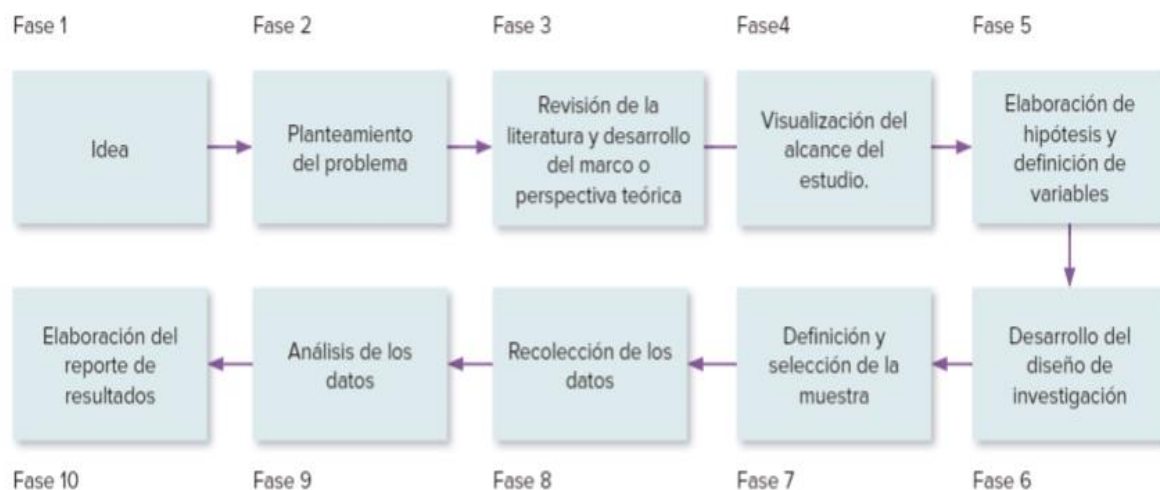 Fase 1
Fase 2
Fase 3
Fase4
Fase 5
Idea
Planteamiento
del problema
Revisión de la
literatura y desarrollo
del marco o
perspectiva teórica
Visualización del
alcance del
estudio.
Elaboración de
hipótesis y
definición de
variables
Elaboración del
reporte de
resultados
Análisis de los
datos
Recolección de los
datos
Definición y
selección de la
muestra
Desarrollo del
diseño de
investigación
Fase 10
Fase 9
Fase 8
Fase 7
Fase 6